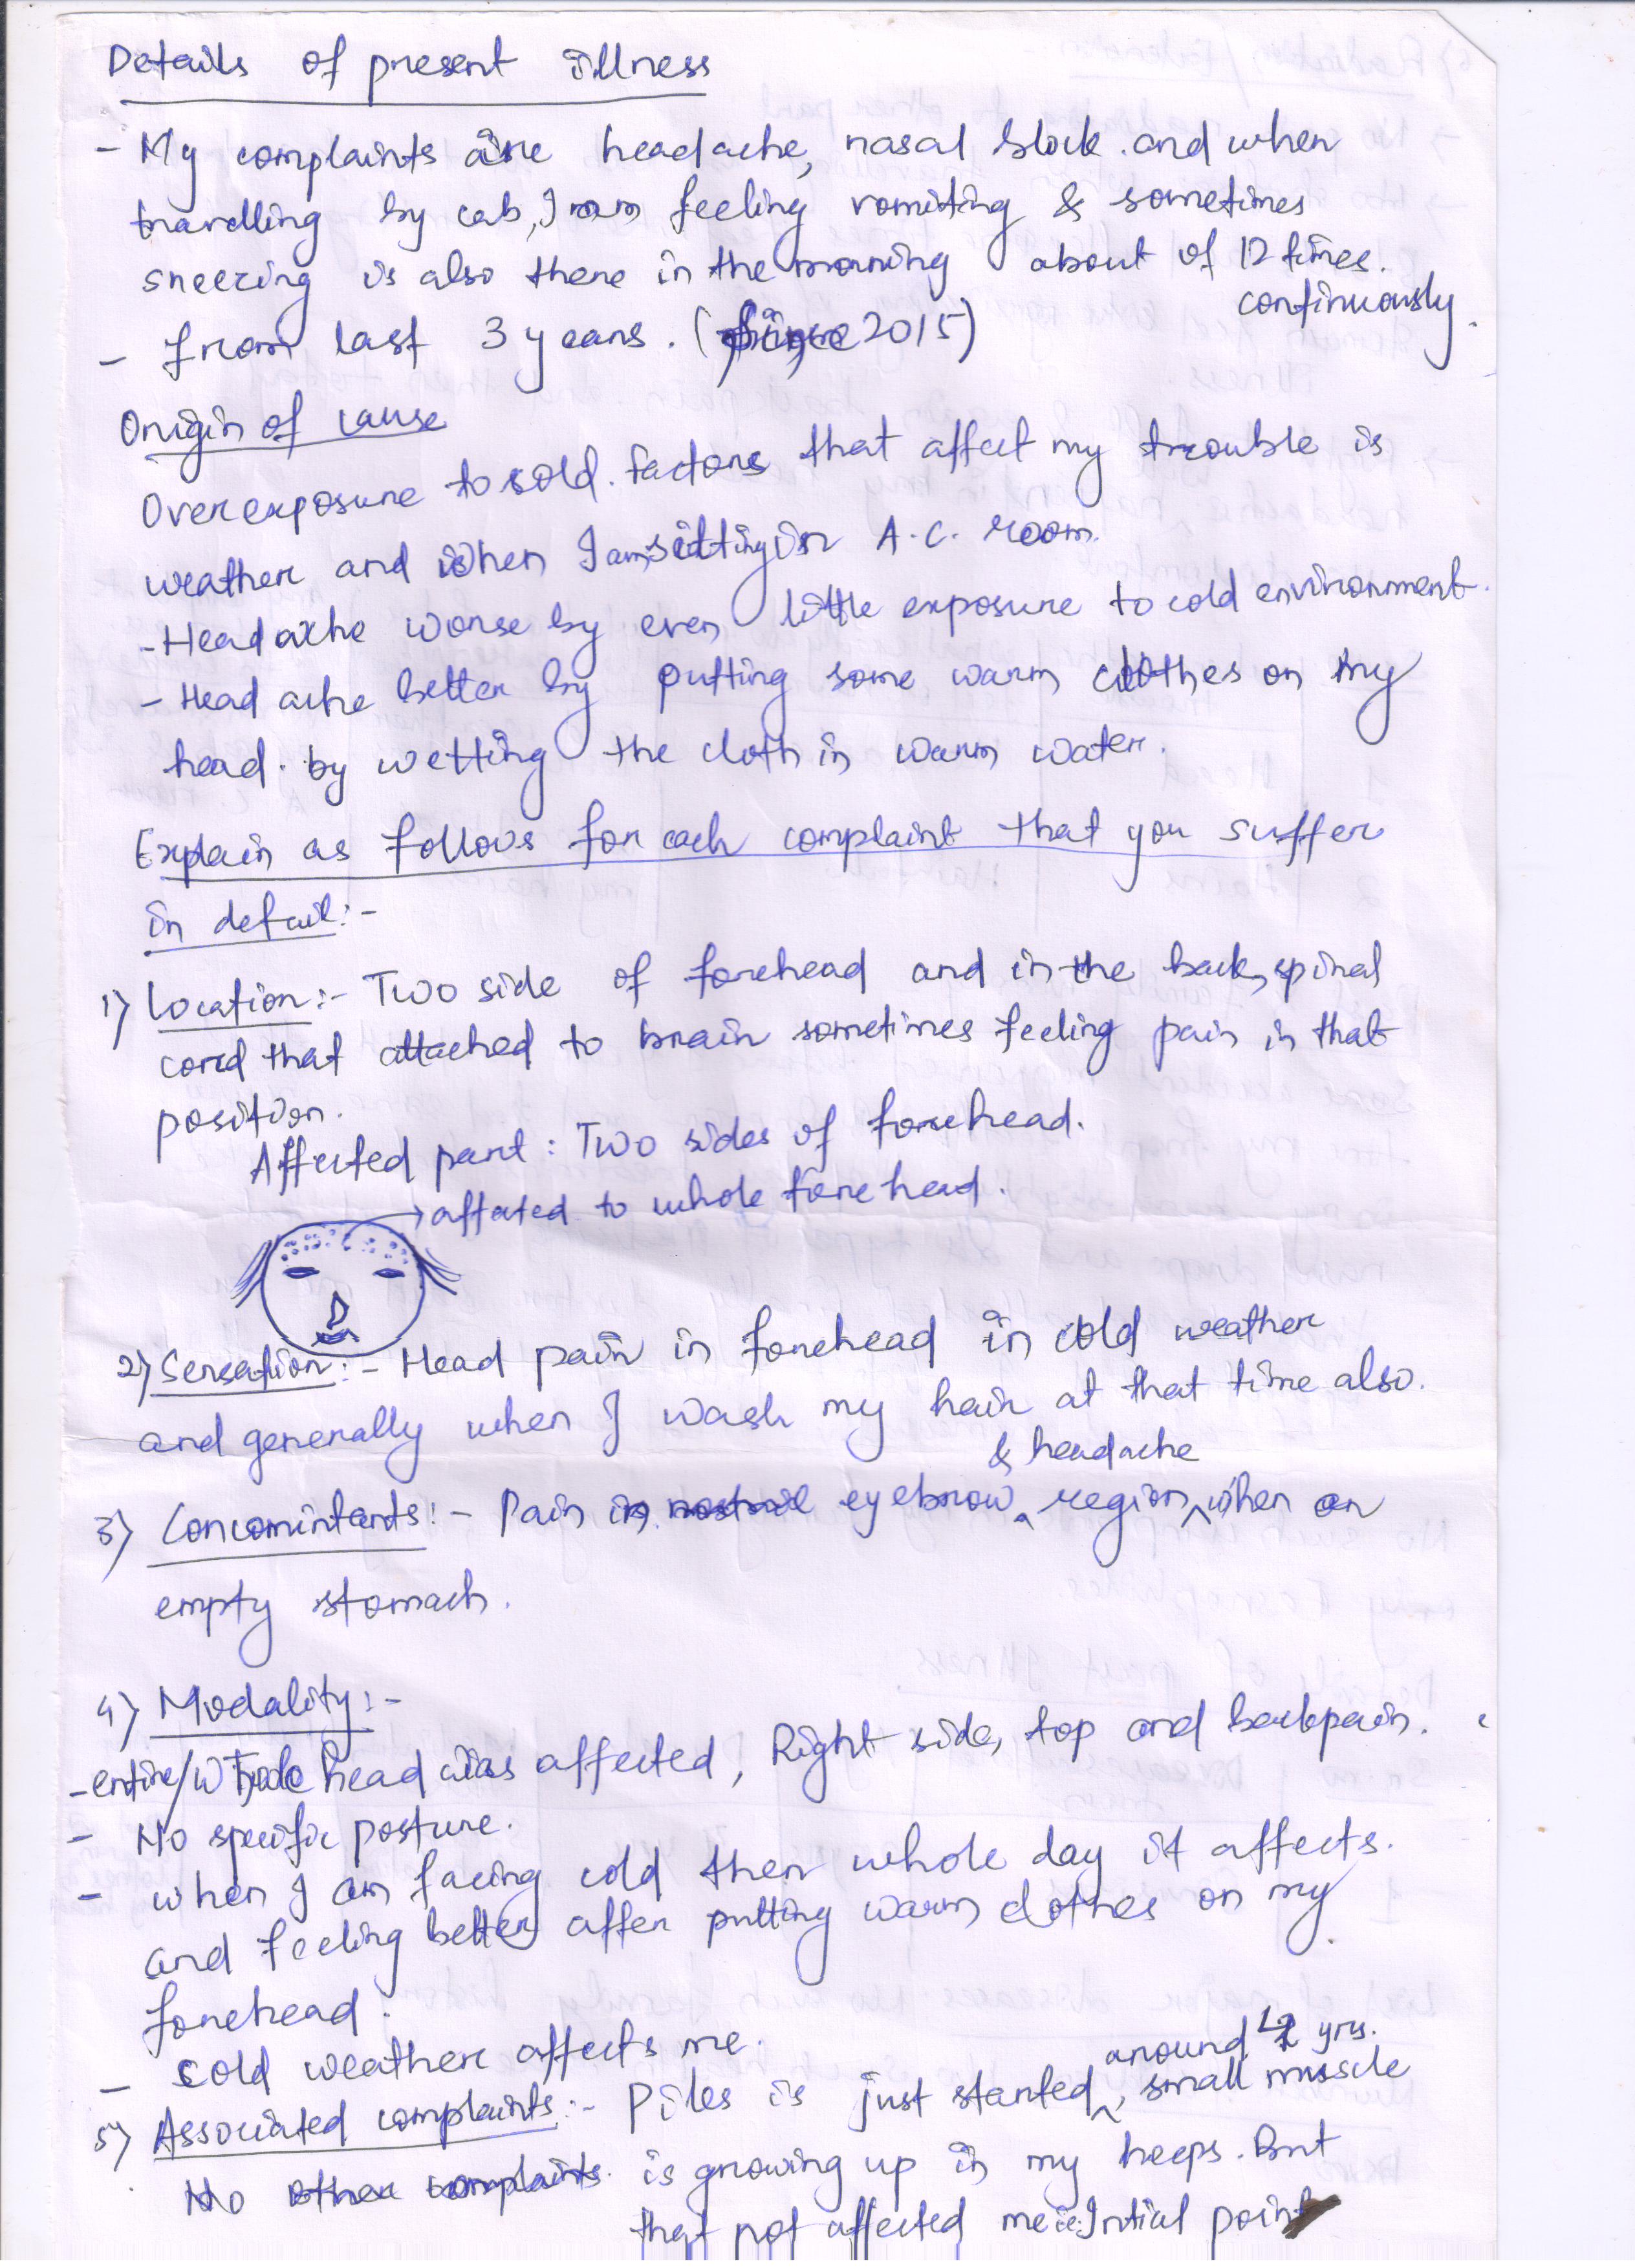 Details of present illness
- My complaints are headache, nasal block. and when
travelling by cab, I am feeling vomiting & sometimes
sneezing is also there in the morning about of 12 times.
continuously.
- from last 3 years. (since 2015)
Origin of cause
Overexposure to cold. factors that affect my trouble is
weather and when I am sitting in A.C. room.
- Headache worse by even little exposure to cold environment.
- Head ache better by putting some warm clothes on my
head. by wetting the cloth in warm water.
Explain as follows for each complaint that you suffer
in detail:-
1) Location:- Two side of forehead and in the back, spinal
cord that attached to brain sometimes feeling pain in that
position.
Affected part: Two sides of forehead.
affated to whole forehead.
2) Sensation:- Head pain in forehead in cold weather
and generally when I wash my hair at that time also.
& headache
3) Concomintants:- Pain in eyebrow region, when on
empty stomach.
4) Modality:-
- entire/whole head was affected, Right side, top and backpain.
- No specific posture.
- when I am facing cold then whole day it affects.
and feeling better after putting warm clothes on my
forehead.
- cold weather affects me.
around yrs.
5) Associated complaints:- Piles is just started, small muscle
No other complaints. is growing up in my heeps. But
that not affected me i.e. Intial point